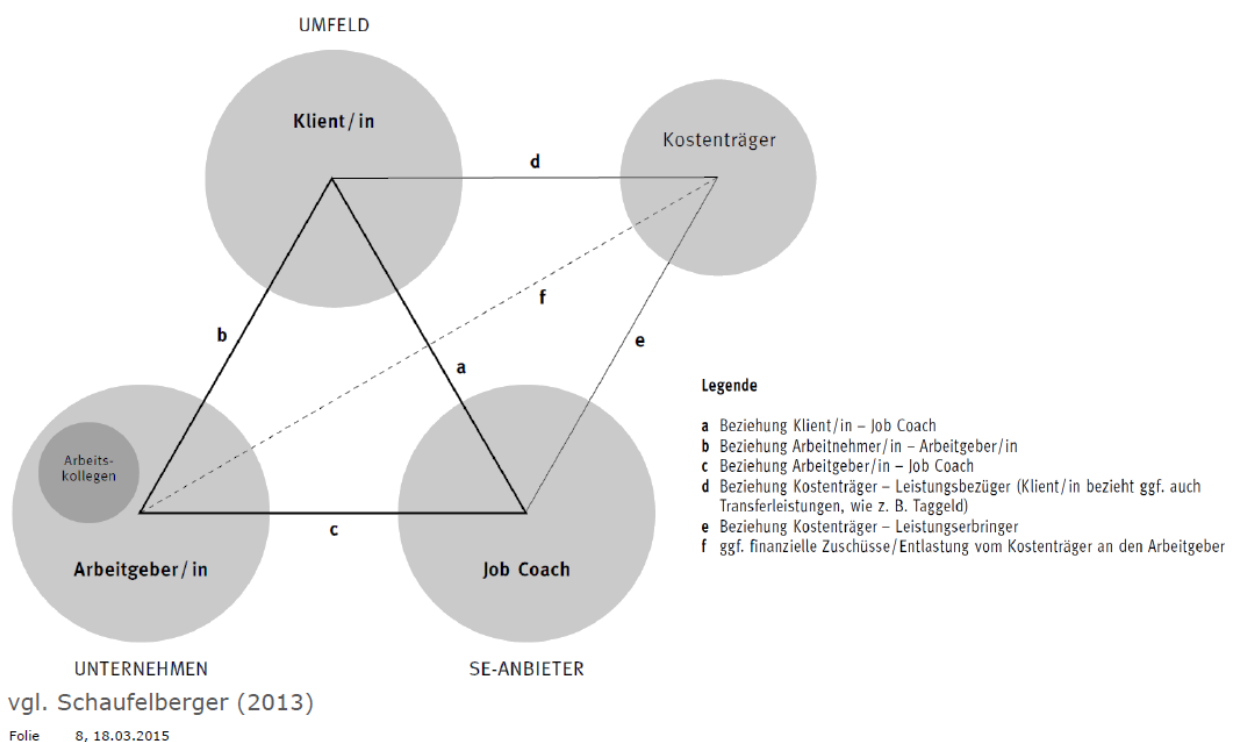 UMFELD
Klient/in
Kostenträger
d
f
b
e
a
Arbeits-
kollegen
c
Arbeitgeber/in
Job Coach
UNTERNEHMEN
SE-ANBIETER
Legende
a Beziehung Klient/in – Job Coach
b Beziehung Arbeitnehmer/in – Arbeitgeber/in
c Beziehung Arbeitgeber/in – Job Coach
d Beziehung Kostenträger – Leistungsbezüger (Klient/in bezieht ggf. auch
Transferleistungen, wie z. B. Taggeld)
e Beziehung Kostenträger – Leistungserbringer
f ggf. finanzielle Zuschüsse/Entlastung vom Kostenträger an den Arbeitgeber
vgl. Schaufelberger (2013)
Folie 8, 18.03.2015